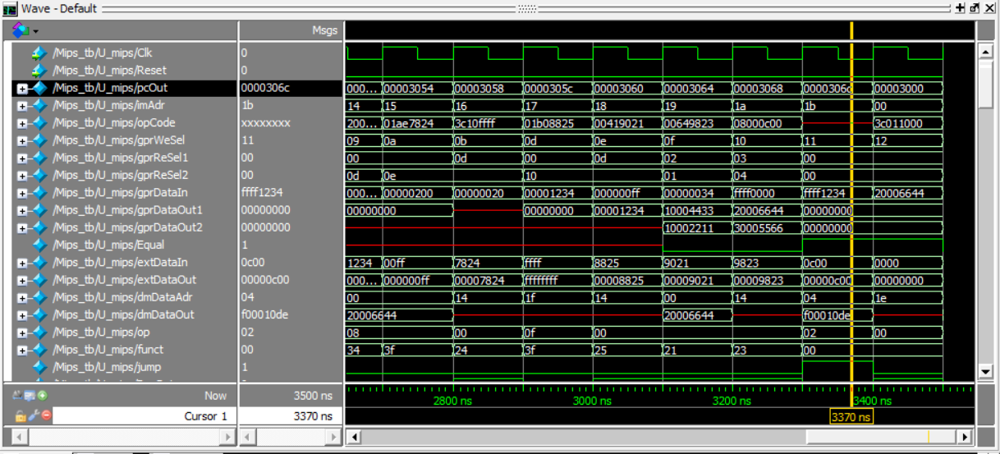 Wave - Default
Msgs
/Mips_tb/U_mips/Clk 0
/Mips_tb/U_mips/Reset 0
/Mips_tb/U_mips/pcOut 0000306c 000... 00003054 00003058 0000305c 00003060 00003064 00003068 0000306c 00003000
/Mips_tb/U_mips/imAdr 1b 14 15 16 17 18 19 1a 1b 00
/Mips_tb/U_mips/opCode xxxxxxxx 200... 01ae7824 3c10ffff 01b08825 00419021 00649823 08000c00 3c011000
/Mips_tb/U_mips/gprWeSel 11 09 0a 0b 0d 0e 0f 10 11 12
/Mips_tb/U_mips/gprReSel1 00 00 0d 00 0d 02 03 00
/Mips_tb/U_mips/gprReSel2 00 0d 0e 10 01 04 00
/Mips_tb/U_mips/gprDataIn ffff1234 000... 00000200 00000020 00001234 000000ff 00000034 ffff0000 ffff1234 20006644
/Mips_tb/U_mips/gprDataOut1 00000000 00000000 00000000 00001234 10004433 20006644 00000000
/Mips_tb/U_mips/gprDataOut2 00000000 10002211 30005566 00000000
/Mips_tb/U_mips/Equal 1
/Mips_tb/U_mips/extDataIn 0c00 1234 00ff 7824 ffff 8825 9021 9823 0c00 0000
/Mips_tb/U_mips/extDataOut 00000c00 000... 000000ff 00007824 ffffffff 00008825 00009021 00009823 00000c00 00000000
/Mips_tb/U_mips/dmDataAdr 04 00 14 1f 14 00 14 04 1e
/Mips_tb/U_mips/dmDataOut f00010de 20006644 20006644 f00010de
/Mips_tb/U_mips/op 02 08 00 0f 00 02 00
/Mips_tb/U_mips/funct 00 34 3f 24 3f 25 21 23 00
/Mips_tb/U_mips/jump 1
Now 3500 ns 2800 ns 3000 ns 3200 ns 3400 ns
Cursor 1 3370 ns 3370 ns